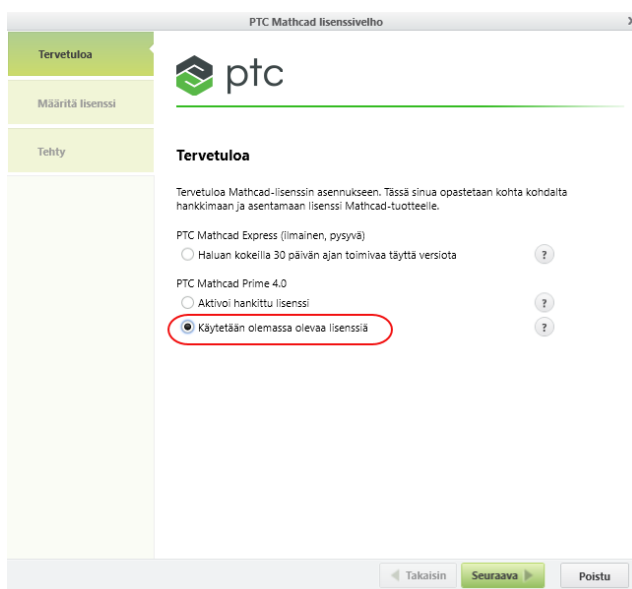 PTC Mathcad lisenssivelho
Tervetuloa
Määritä lisenssi
Tehty
ptc
Tervetuloa
Tervetuloa Mathcad-lisenssin asennukseen. Tässä sinua opastetaan kohta kohdalta
hankkimaan ja asentamaan lisenssi Mathcad-tuotteelle.
PTC Mathcad Express (ilmainen, pysyvä)
Haluan kokeilla 30 päivän ajan toimivaa täyttä versiota ?
PTC Mathcad Prime 4.0
Aktivoi hankittu lisenssi ?
Käytetään olemassa olevaa lisenssiä ?
Takaisin Seuraava Poistu